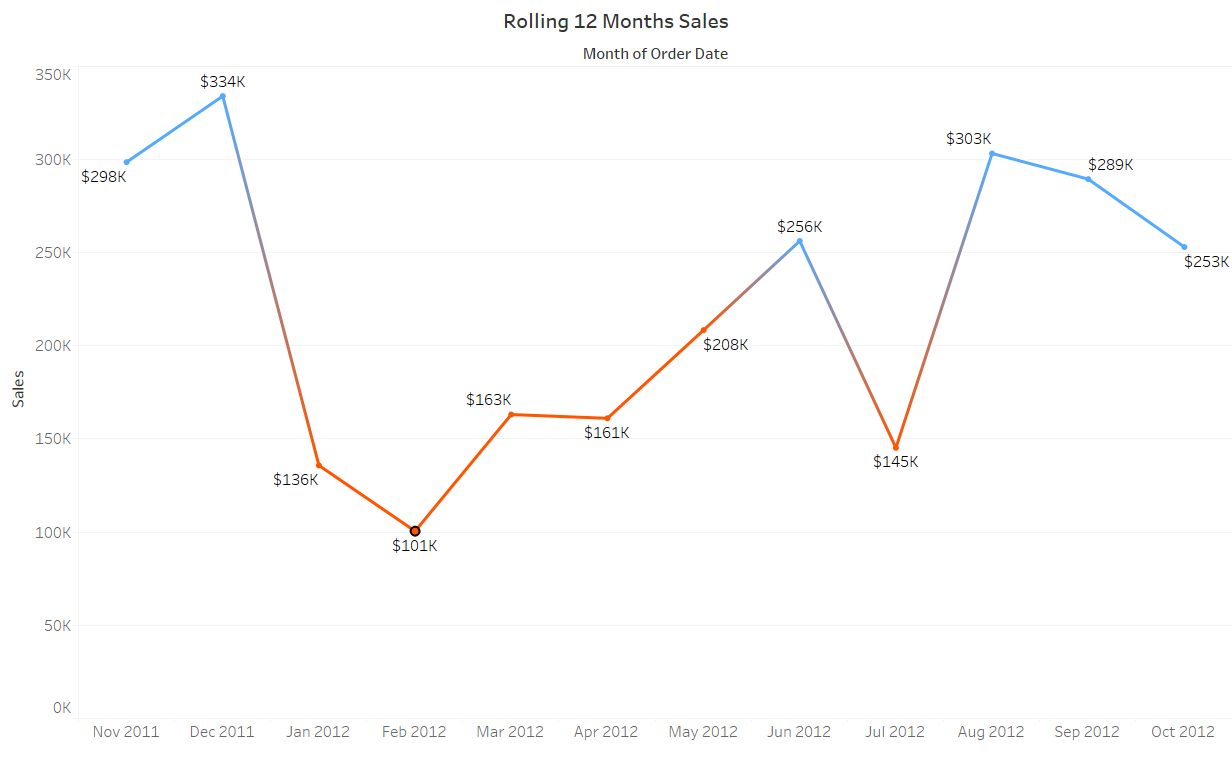 Rolling 12 Months Sales
Month of Order Date
350K
300K
250K
200K
150K
100K
50K
0K
Sales
$298K
$334K
$136K
$101K
$163K
$161K
$208K
$256K
$145K
$303K
$289K
$253K
Nov 2011
Dec 2011
Jan 2012
Feb 2012
Mar 2012
Apr 2012
May 2012
Jun 2012
Jul 2012
Aug 2012
Sep 2012
Oct 2012